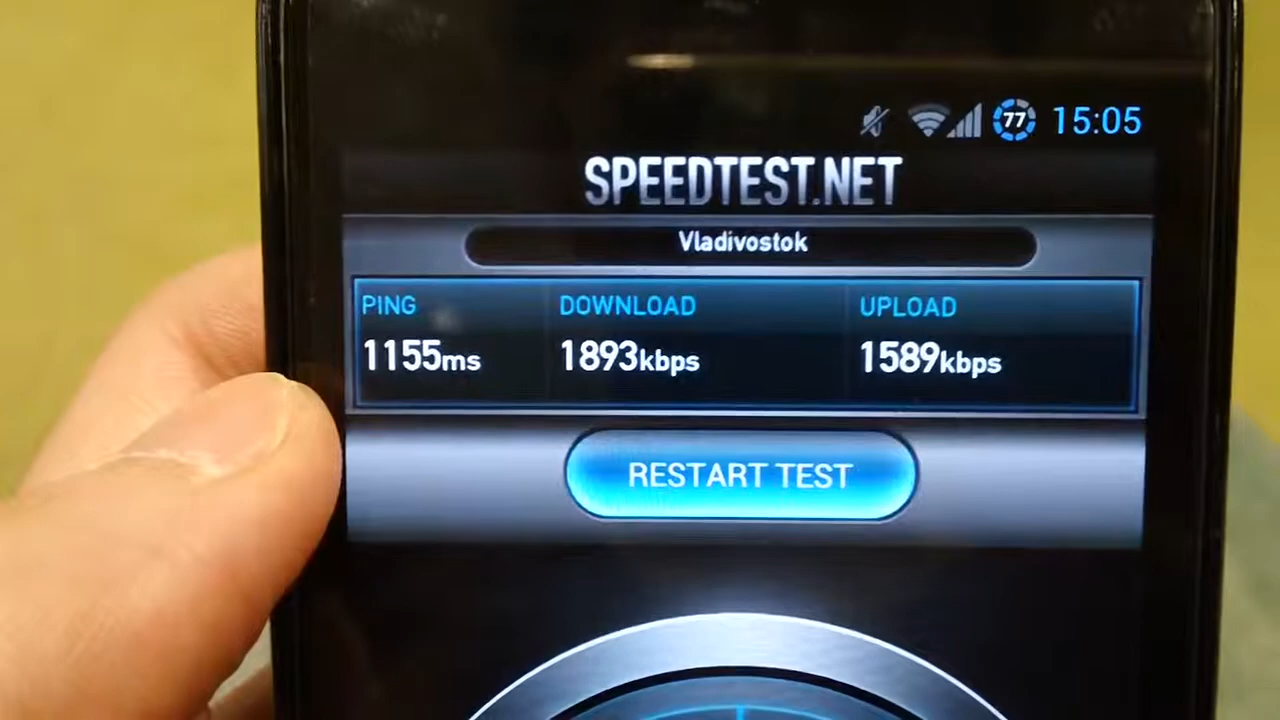 77 15:05
SPEEDTEST.NET
Vladivostok
PING DOWNLOAD UPLOAD
1155ms 1893kbps 1589kbps
RESTART TEST